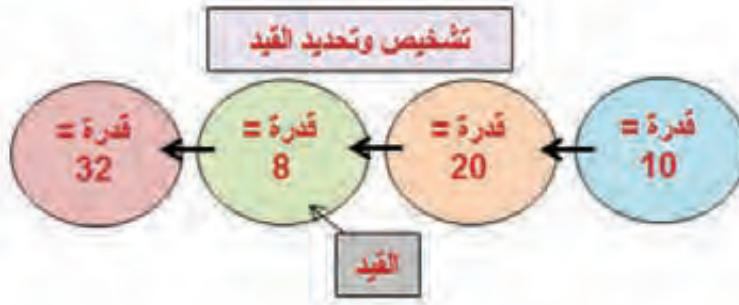 تشخيص وتحديد القيد
قدرة =
10
قدرة =
20
قدرة =
8
قدرة =
32
القيد